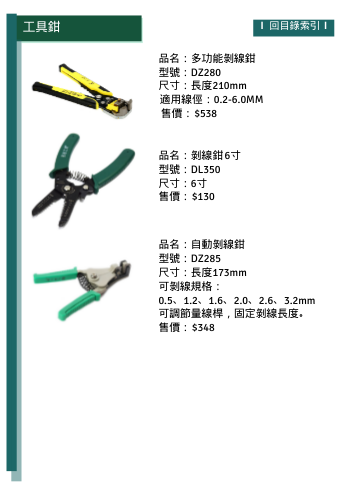 工具鉗
I 回目錄索引 I
品名：多功能剝線鉗
型號：DZ280
尺寸：長度210mm
適用線徑：0.2-6.0MM
售價：$538
品名：剝線鉗6寸
型號：DL350
尺寸：6寸
售價：$130
品名：自動剝線鉗
型號：DZ285
尺寸：長度173mm
可剝線規格：
0.5、1.2、1.6、2.0、2.6、3.2mm
可調節量線桿，固定剝線長度。
售價：$348